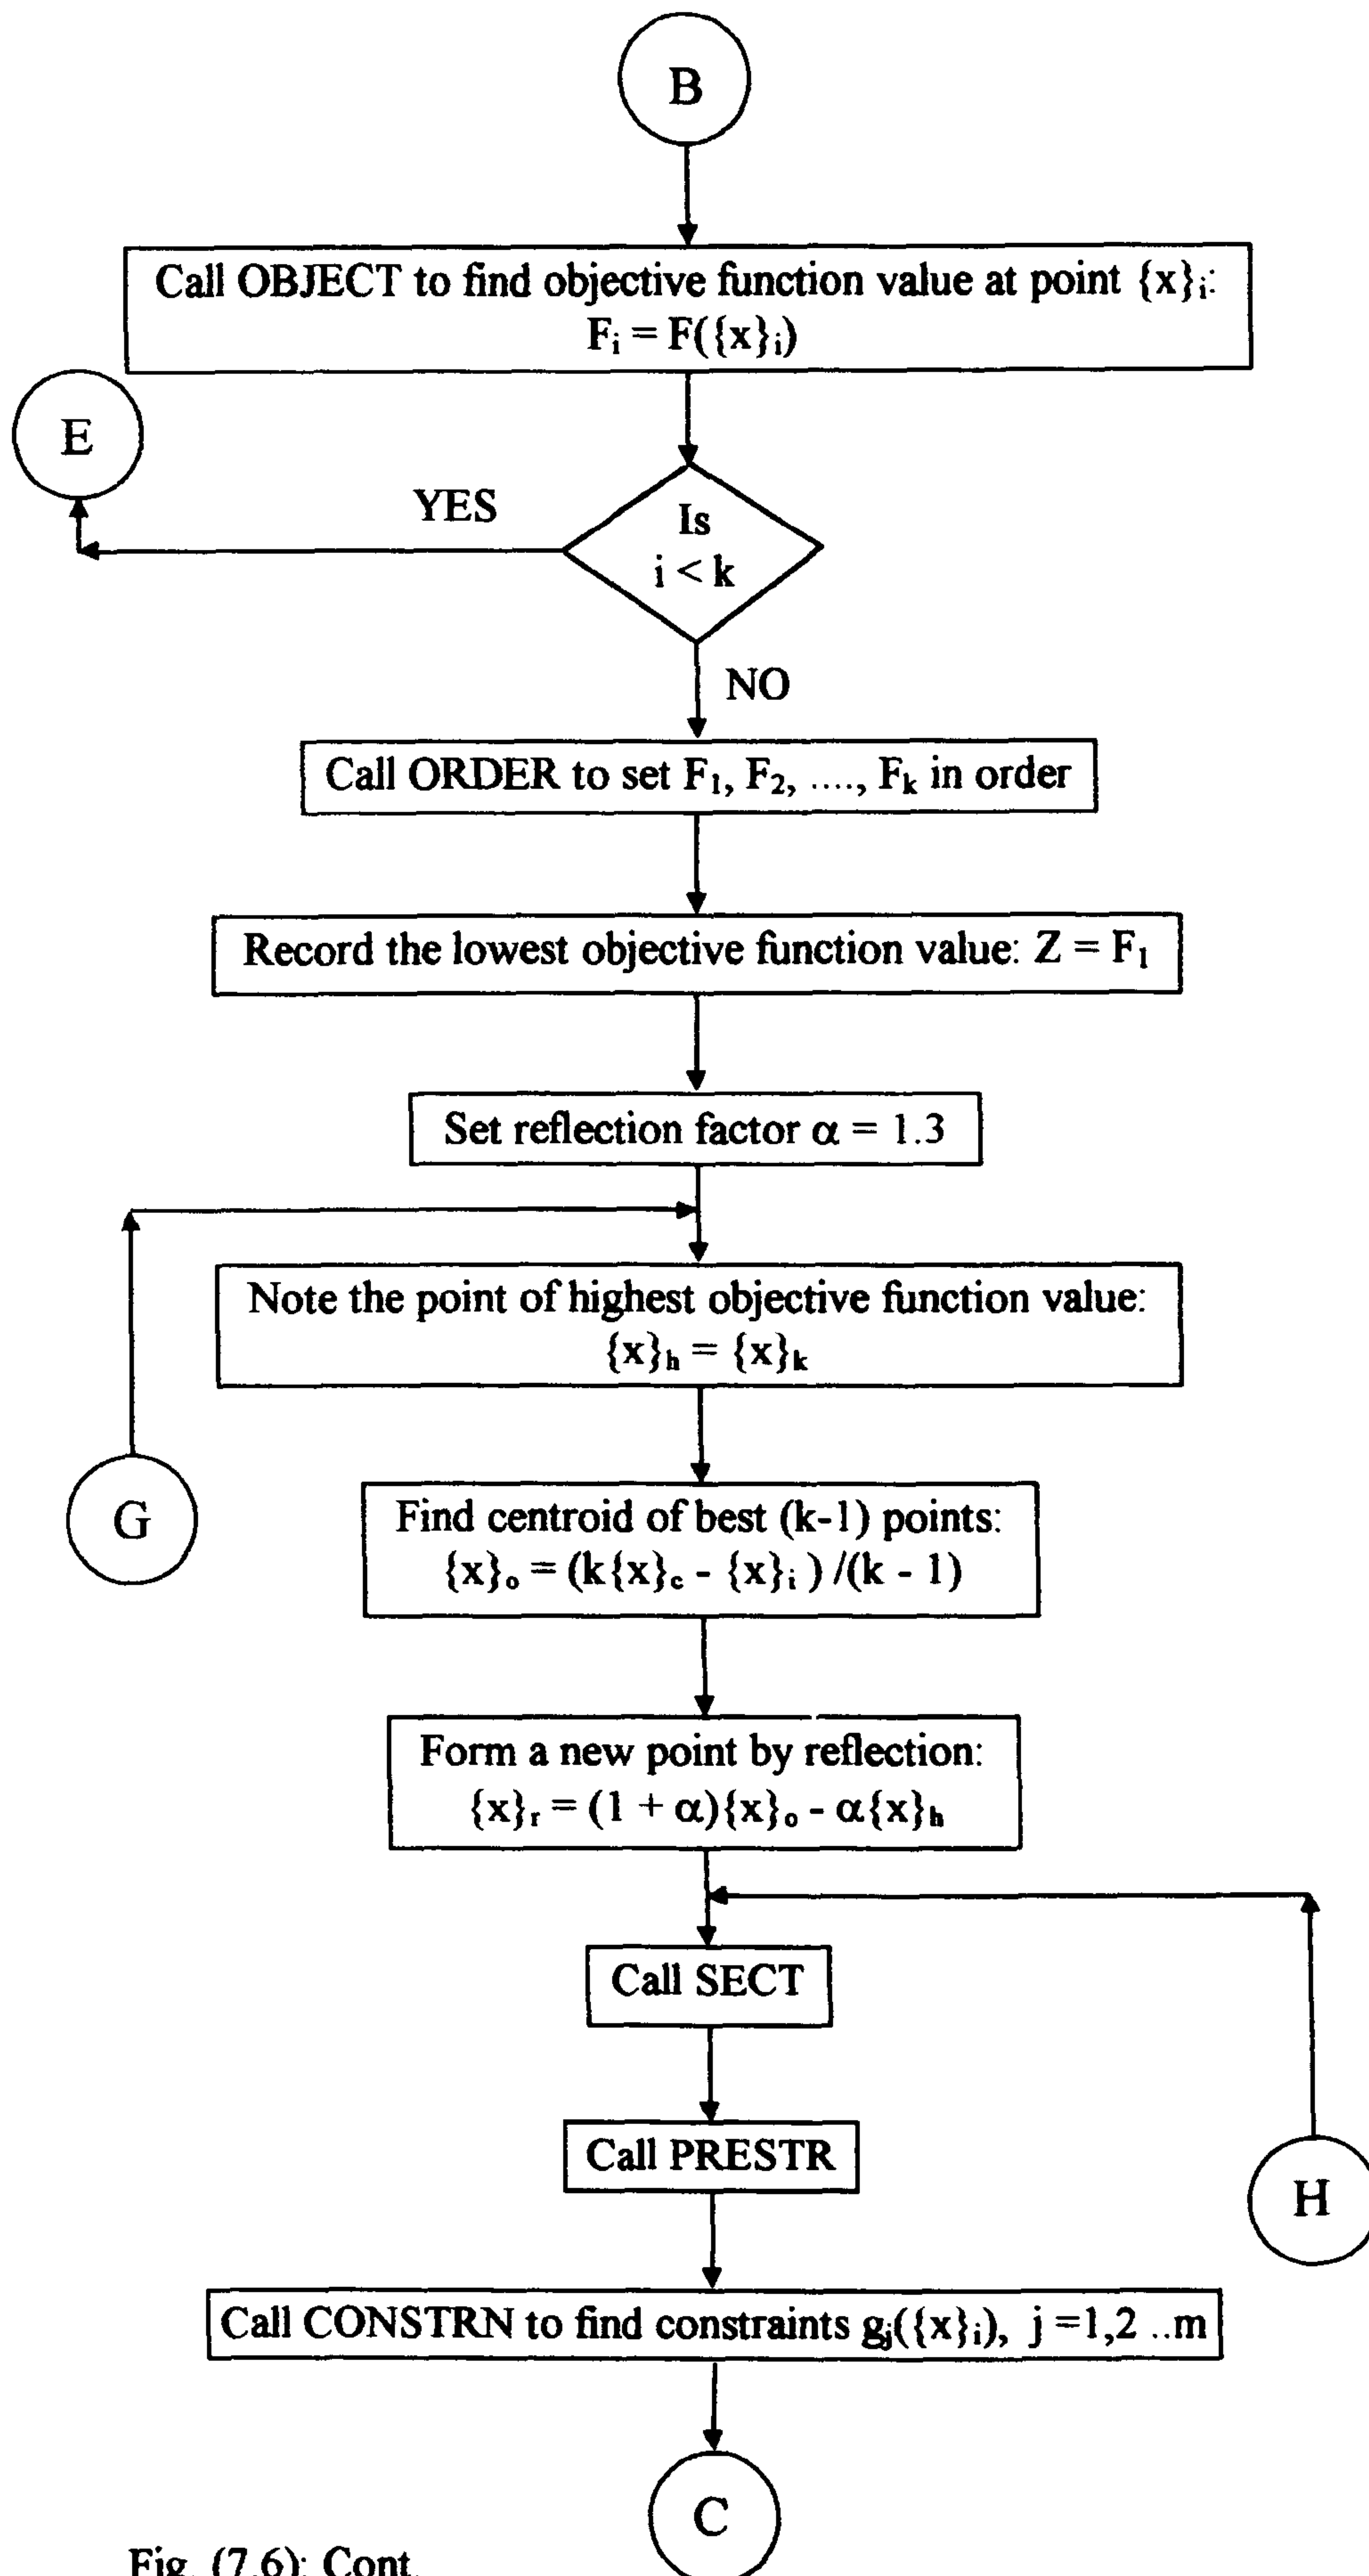 B
Call OBJECT to find objective function value at point {x}ᵢ:
Fᵢ = F({x}ᵢ)
E
YES
Is
i < k
NO
Call ORDER to set F₁, F₂, ...., Fₖ in order
Record the lowest objective function value: Z = F₁
Set reflection factor α = 1.3
Note the point of highest objective function value:
{x}ₕ = {x}ₖ
G
Find centroid of best (k-1) points:
{x}ₒ = (k{x}c - {x}ᵢ ) /(k - 1)
Form a new point by reflection:
{x}ᵣ = (1 + α){x}ₒ - α{x}ₕ
Call SECT
Call PRESTR
H
Call CONSTRN to find constraints gⱼ({x}ᵢ), j =1,2 ..m
C
Fig. (7.6): Cont.